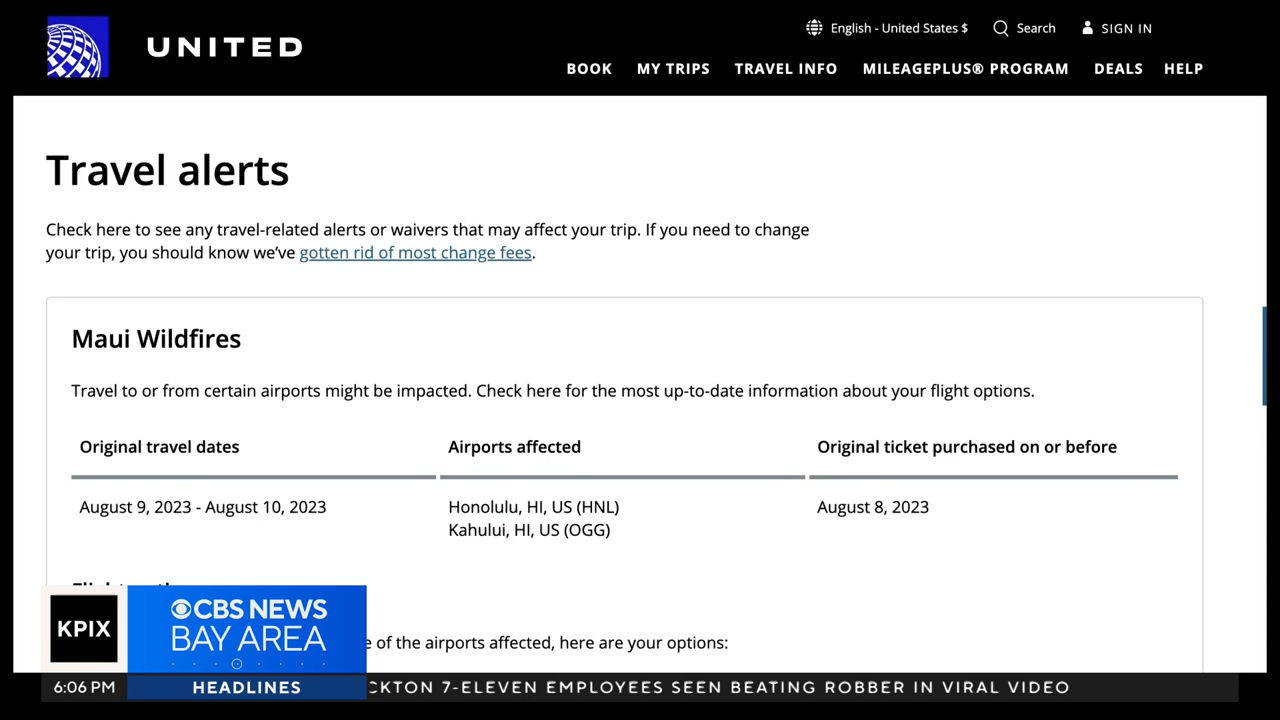 UNITED
English - United States $
Search
SIGN IN
BOOK
MY TRIPS
TRAVEL INFO
MILEAGEPLUS® PROGRAM
DEALS
HELP
Travel alerts
Check here to see any travel-related alerts or waivers that may affect your trip. If you need to change
your trip, you should know we’ve gotten rid of most change fees.
Maui Wildfires
Travel to or from certain airports might be impacted. Check here for the most up-to-date information about your flight options.
Original travel dates
Airports affected
Original ticket purchased on or before
August 9, 2023 - August 10, 2023
Honolulu, HI, US (HNL)
Kahului, HI, US (OGG)
August 8, 2023
of the airports affected, here are your options:
KPIX
CBS NEWS
BAY AREA
6:06 PM
HEADLINES
CKTON 7-ELEVEN EMPLOYEES SEEN BEATING ROBBER IN VIRAL VIDEO